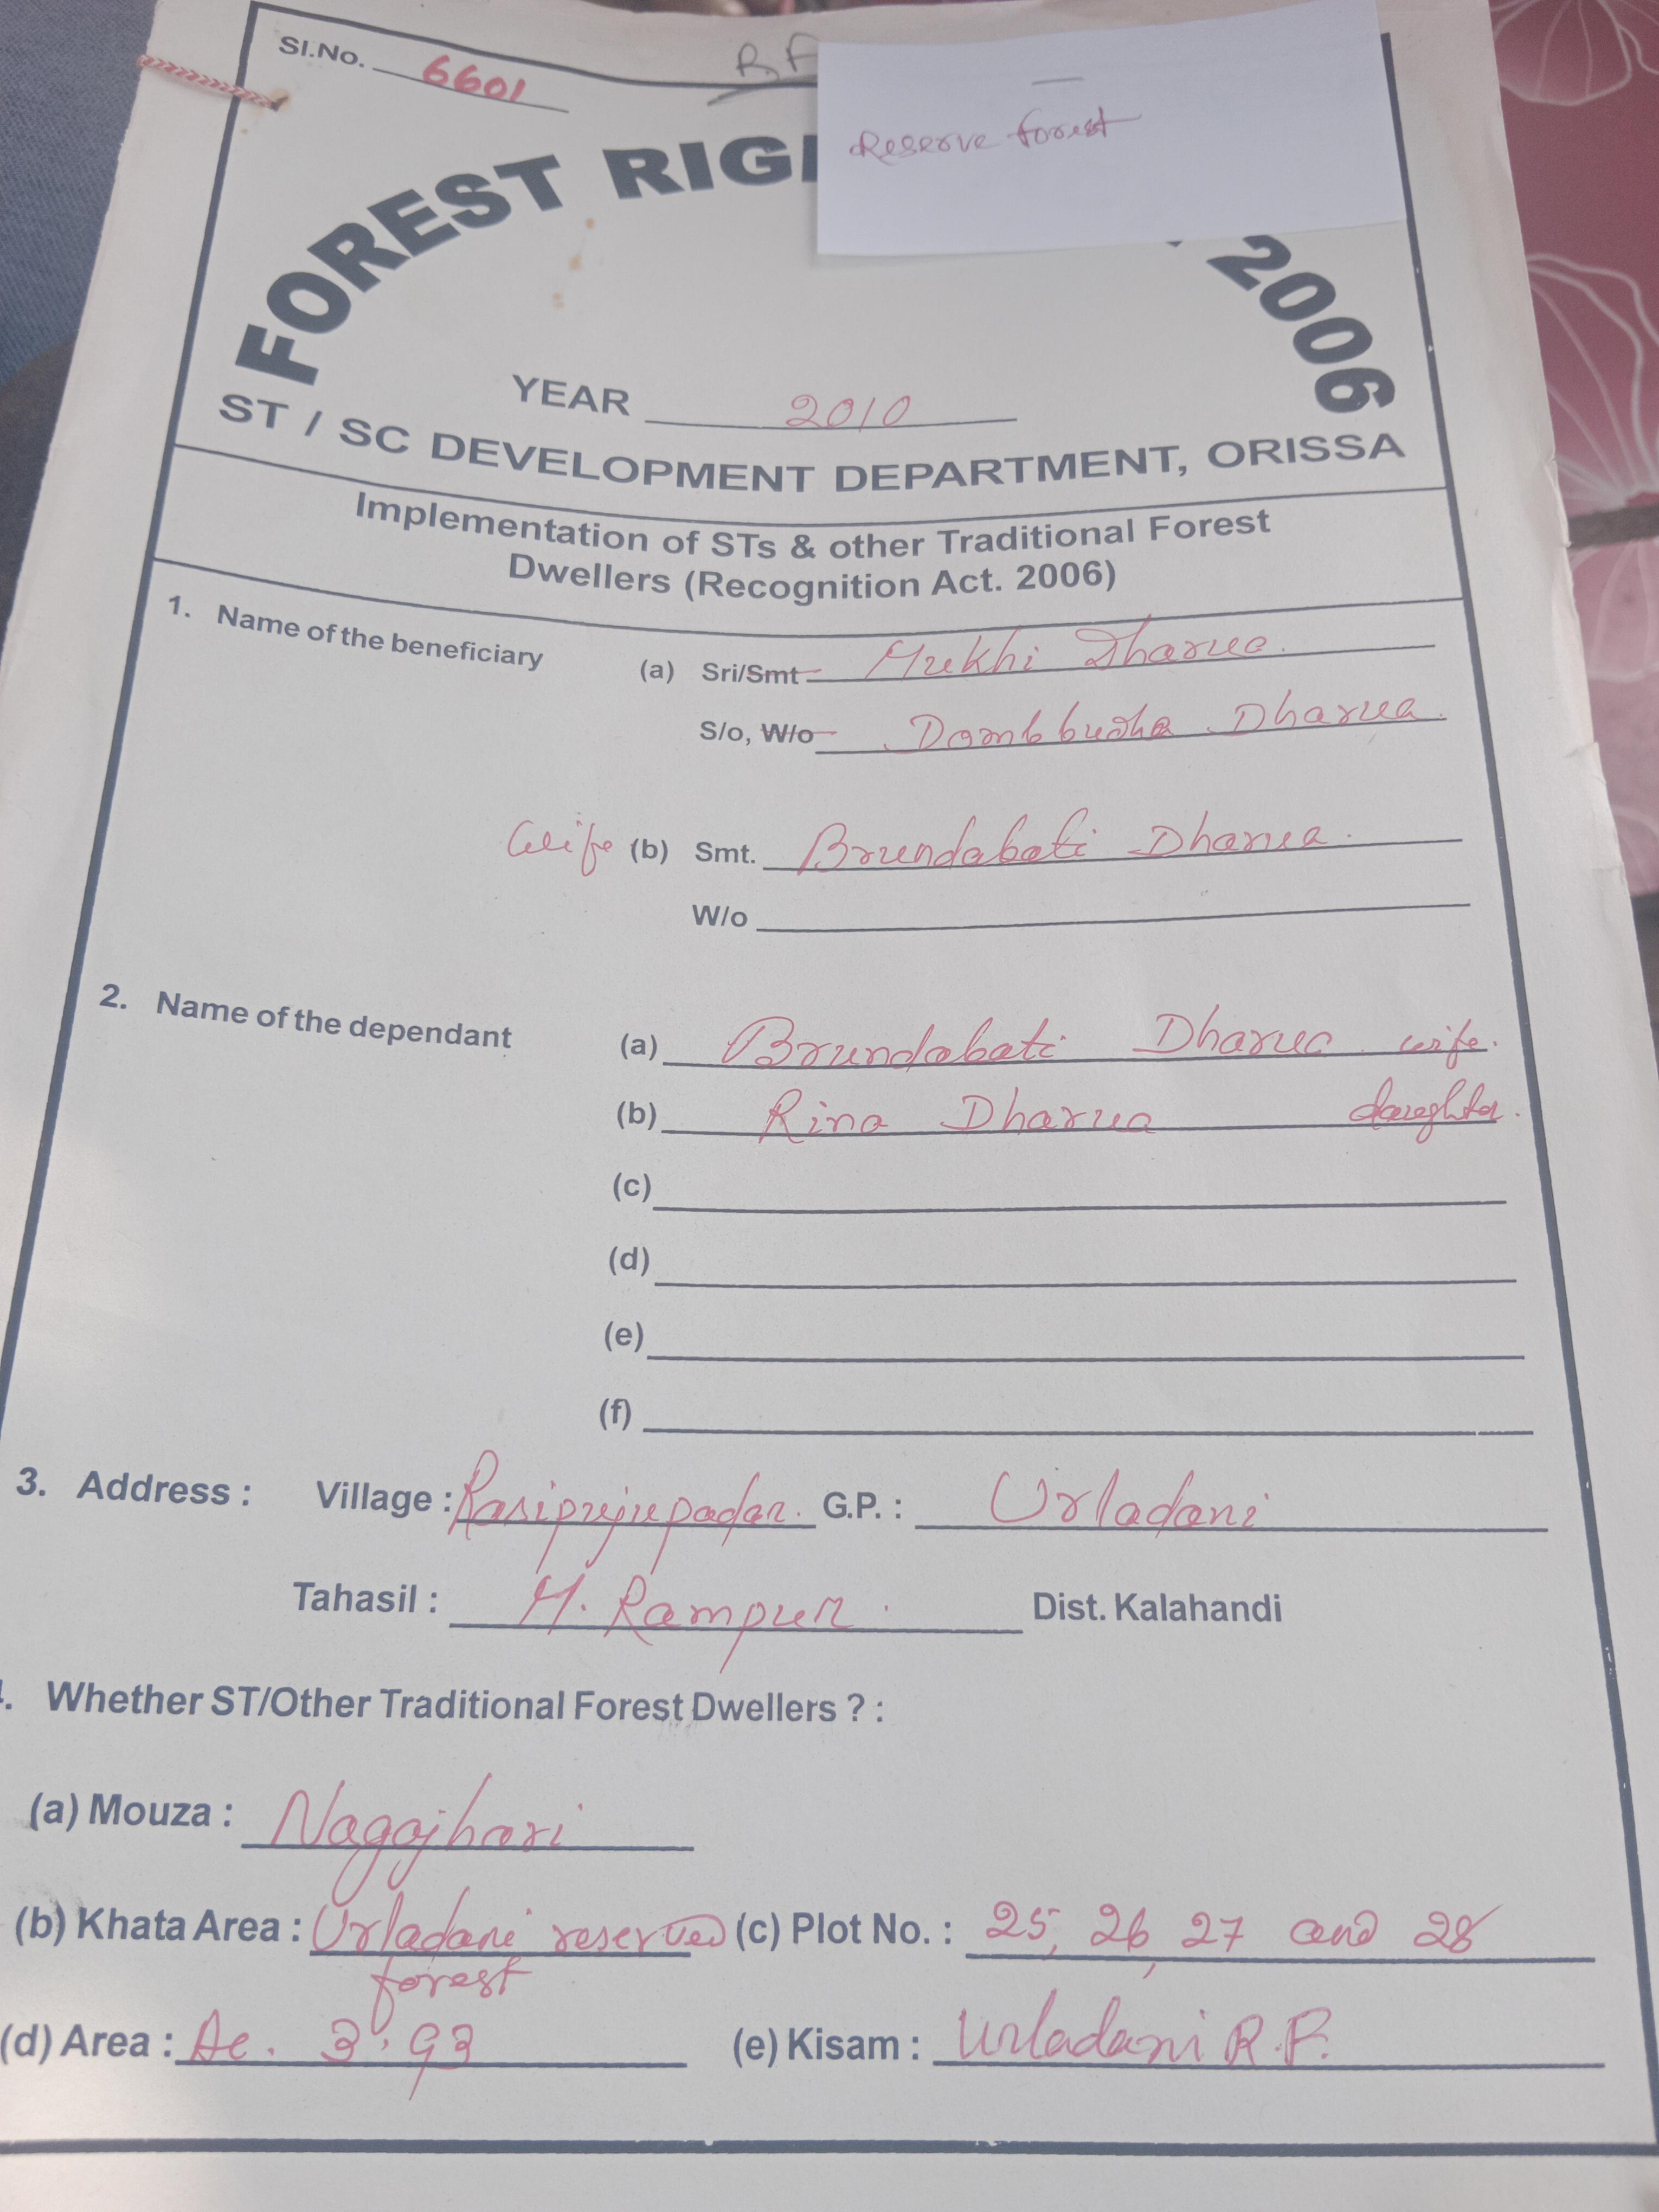 Sl.No. 6601
R.F
Reserve forest
FOREST RIG 2006
YEAR 2010
ST / SC DEVELOPMENT DEPARTMENT, ORISSA
Implementation of STs & other Traditional Forest
Dwellers (Recognition Act. 2006)
1. Name of the beneficiary (a) Sri/Smt Mukhi Dharua.
S/o, W/o Dharua.
wife (b) Smt. Brundabati Dharua.
W/o
2. Name of the dependant (a) Brundabati Dharua wife.
(b) Rina Dharua daughter.
(c)
(d)
(e)
(f)
3. Address : Village : G.P. : Urladani
Tahasil : M. Rampur. Dist. Kalahandi
. Whether ST/Other Traditional Forest Dwellers ? :
(a) Mouza : Nagajhari
(b) Khata Area : Urladani reserved (c) Plot No. : 25, 26, 27 and 28
forest
(d) Area : Ac. 3.93 (e) Kisam : Urladani R.F.